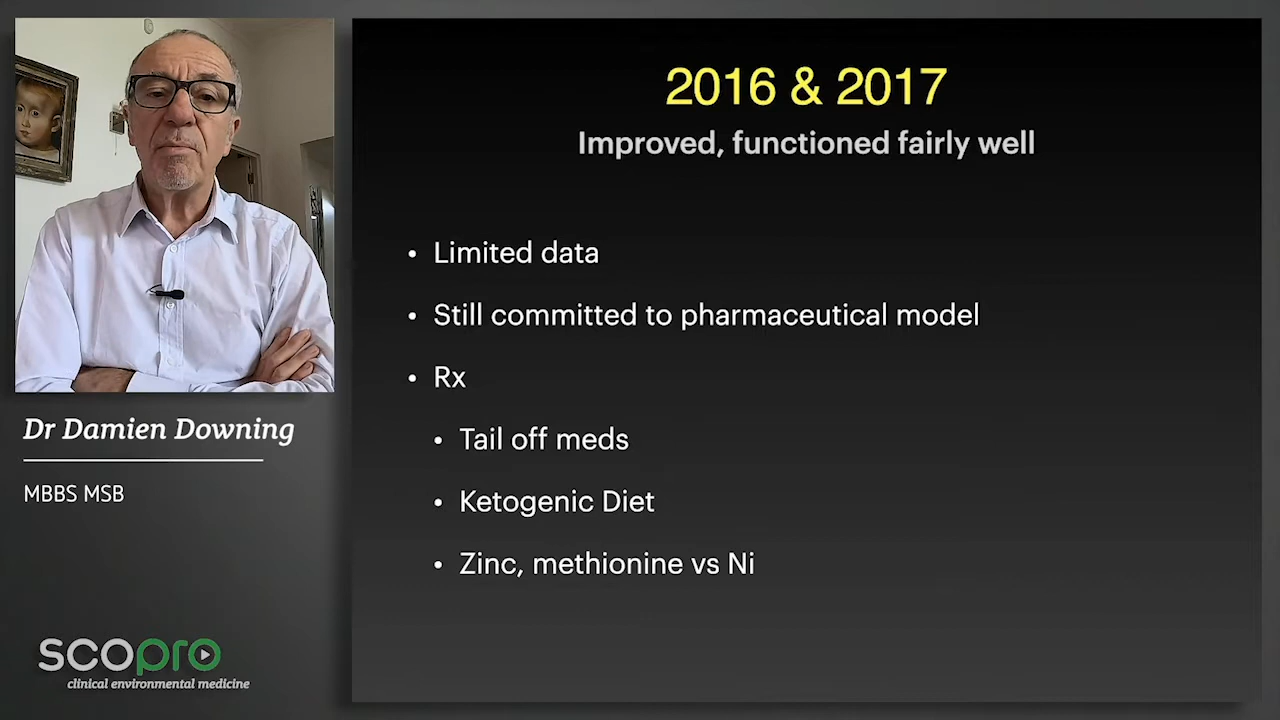 2016 & 2017
Improved, functioned fairly well
• Limited data
• Still committed to pharmaceutical model
• Rx
• Tail off meds
• Ketogenic Diet
• Zinc, methionine vs Ni
Dr Damien Downing
MBBS MSB
scopro
clinical environmental medicine